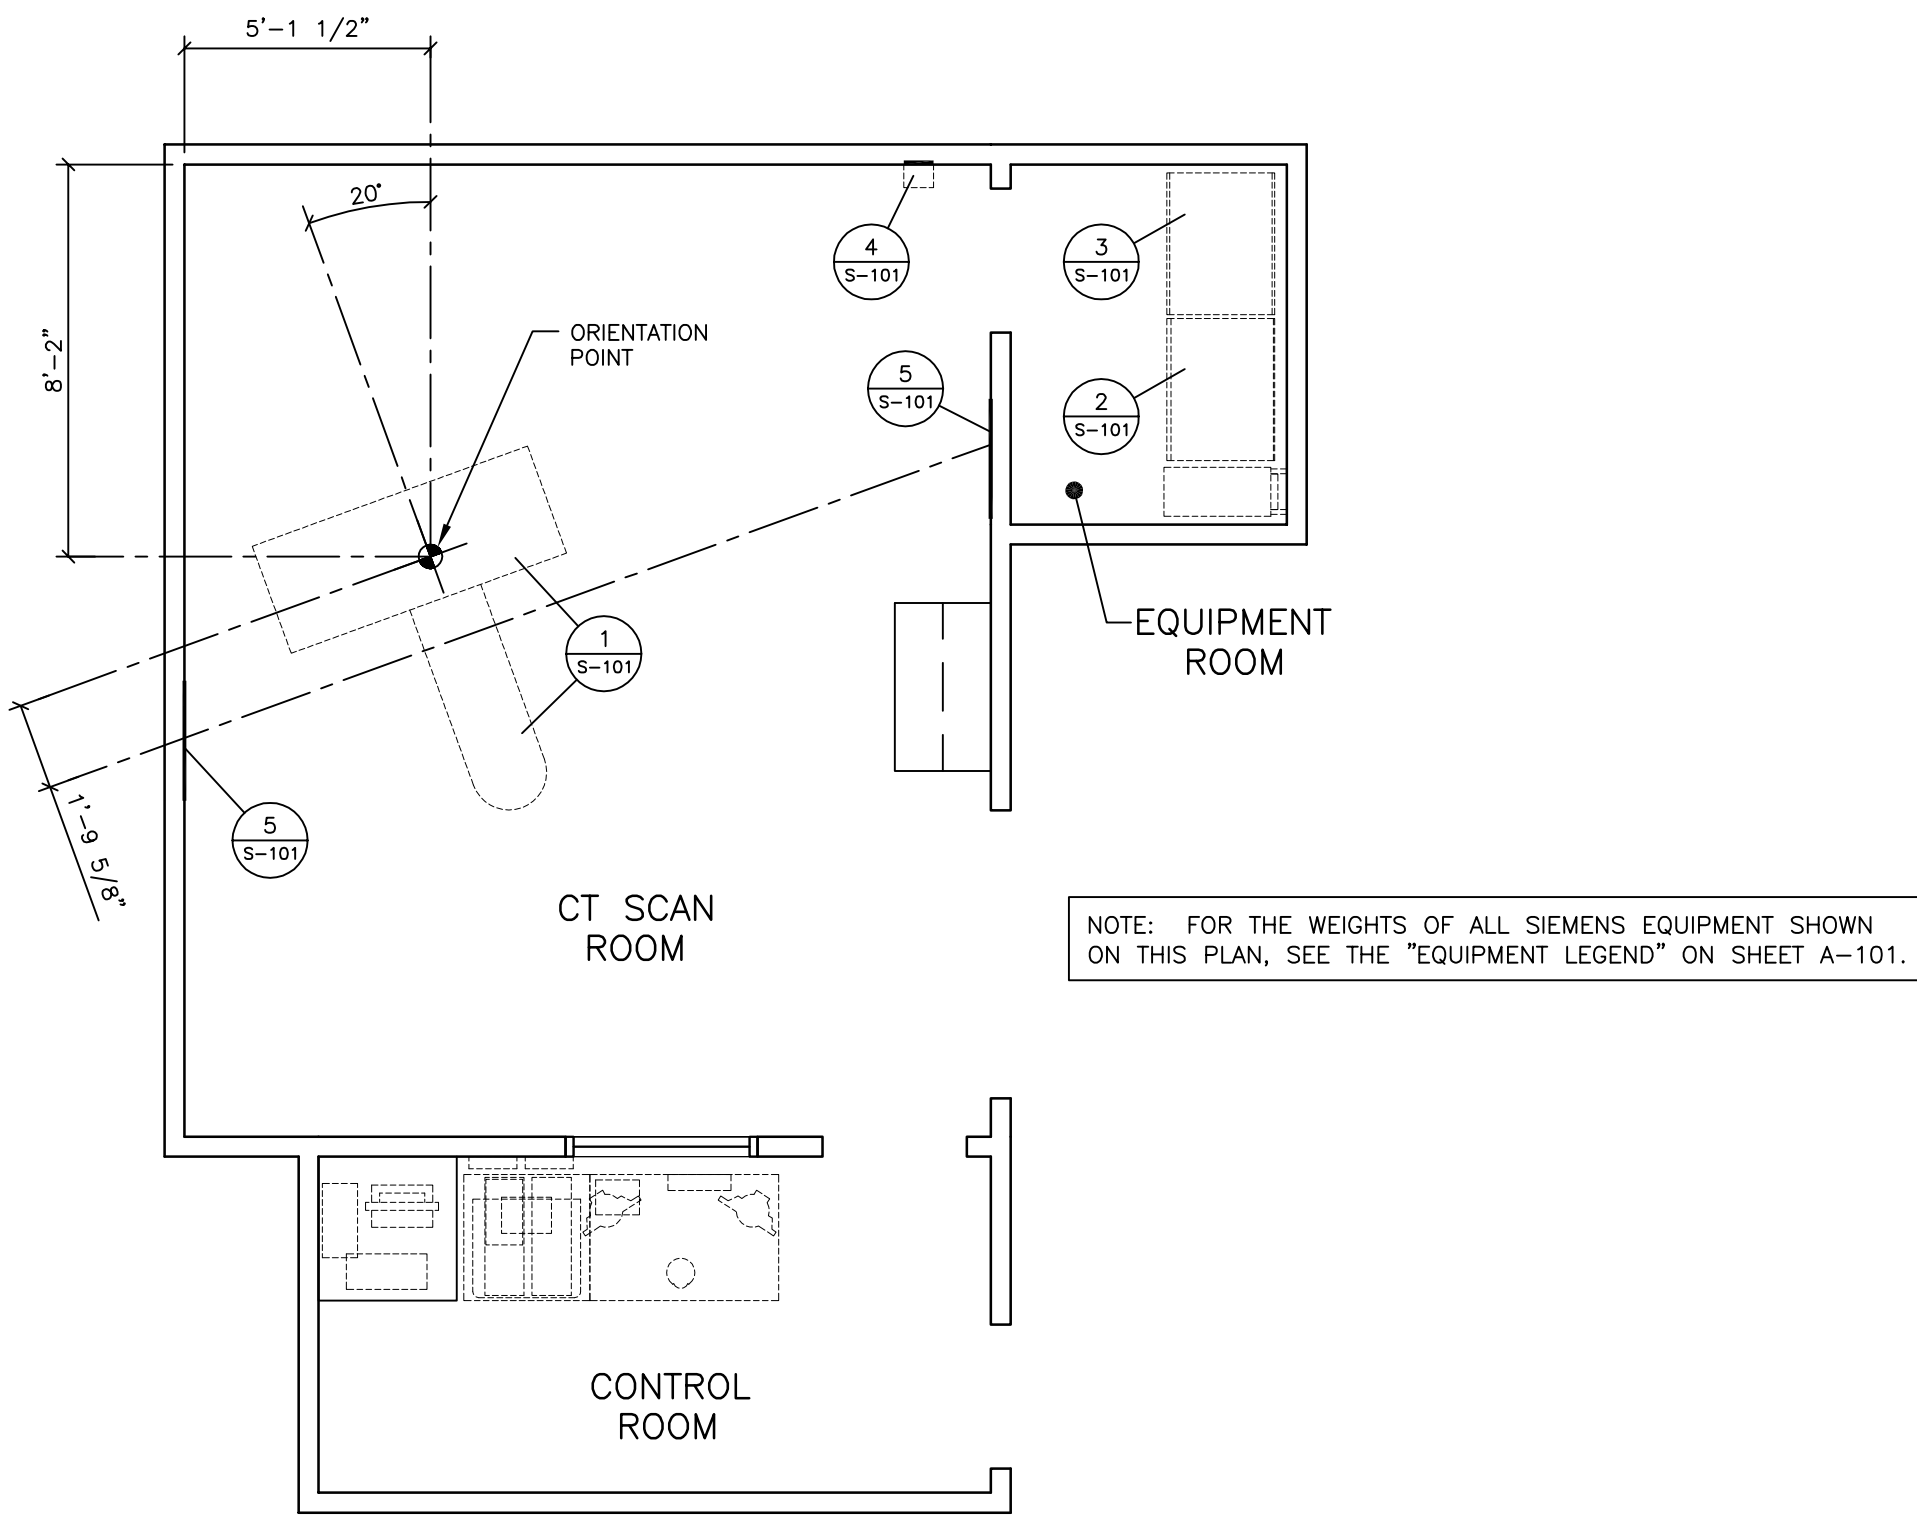 5'-1 1/2"
20°
8'-2"
ORIENTATION
POINT
4
S-101
3
S-101
5
S-101
2
S-101
EQUIPMENT
ROOM
1
S-101
1'-9 5/8"
5
S-101
CT SCAN
ROOM
NOTE: FOR THE WEIGHTS OF ALL SIEMENS EQUIPMENT SHOWN
ON THIS PLAN, SEE THE "EQUIPMENT LEGEND" ON SHEET A-101.
CONTROL
ROOM